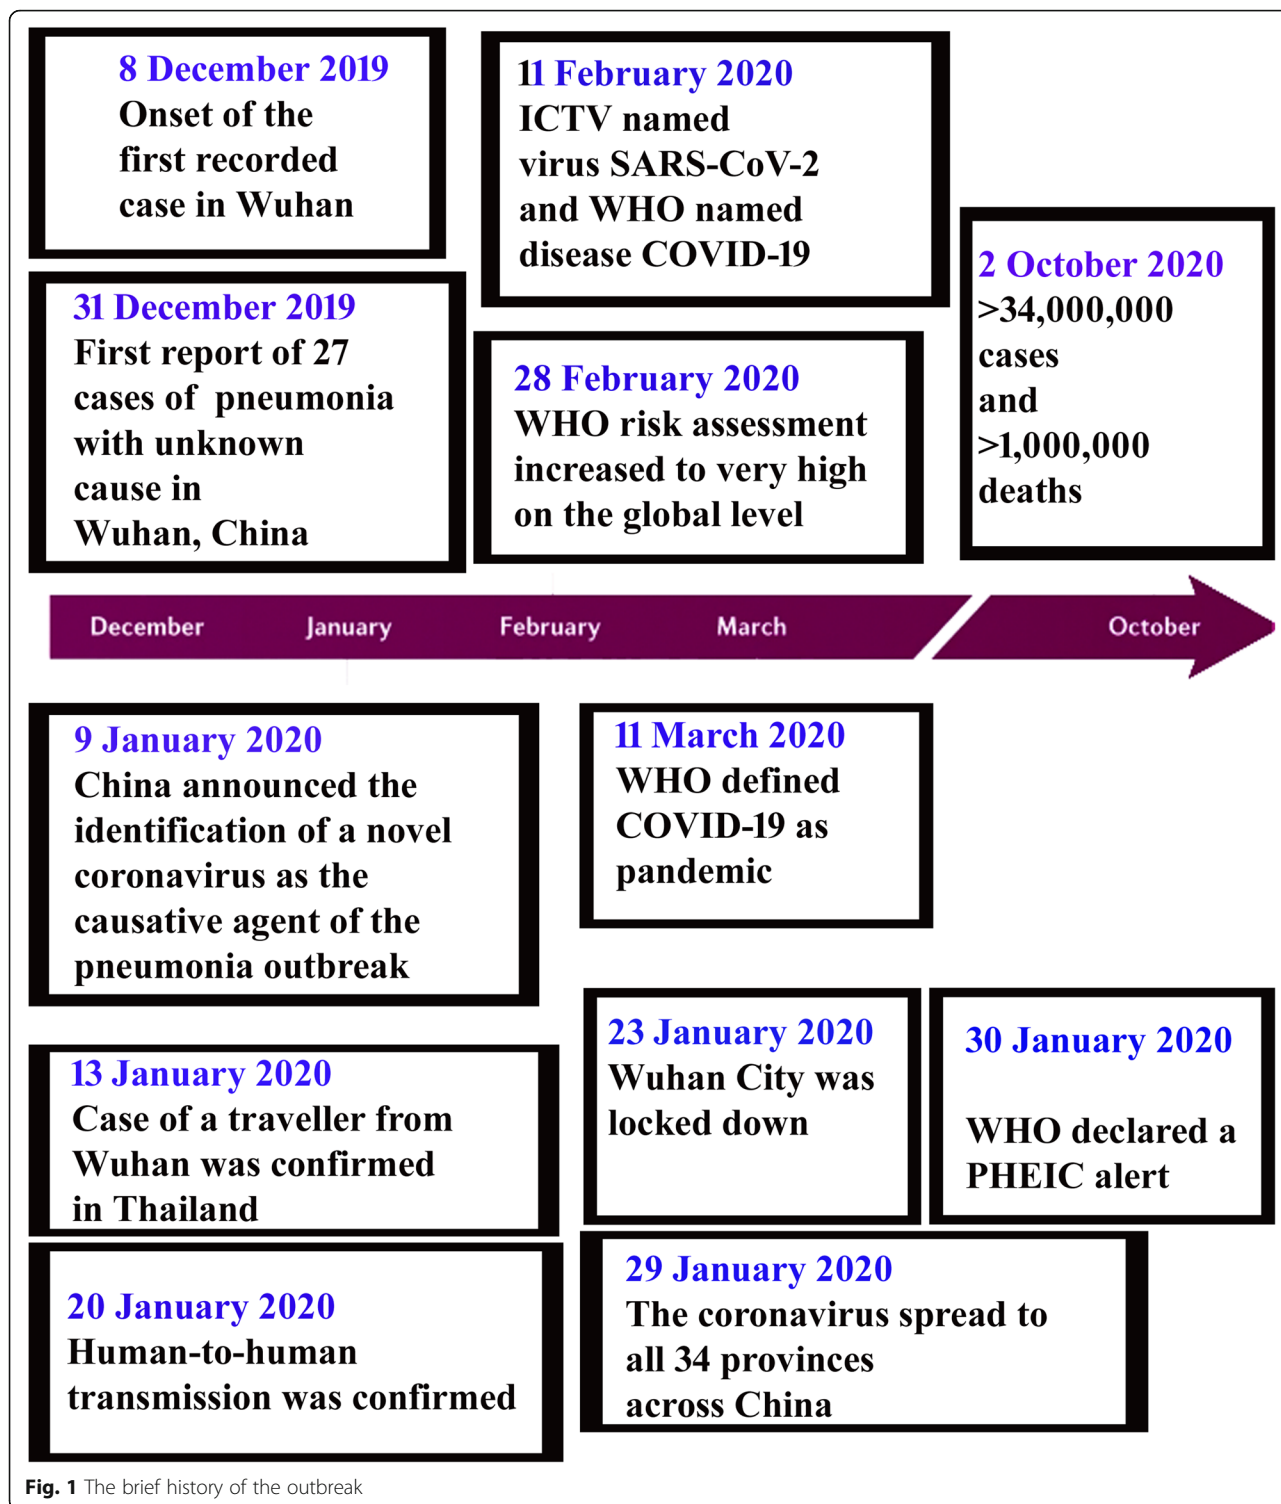 8 December 2019
Onset of the
first recorded
case in Wuhan
31 December 2019
First report of 27
cases of pneumonia
with unknown
cause in
Wuhan, China
11 February 2020
ICTV named
virus SARS-CoV-2
and WHO named
disease COVID-19
28 February 2020
WHO risk assessment
increased to very high
on the global level
2 October 2020
>34,000,000
cases
and
>1,000,000
deaths
December January February March October
9 January 2020
China announced the
identification of a novel
coronavirus as the
causative agent of the
pneumonia outbreak
11 March 2020
WHO defined
COVID-19 as
pandemic
13 January 2020
Case of a traveller from
Wuhan was confirmed
in Thailand
23 January 2020
Wuhan City was
locked down
30 January 2020
WHO declared a
PHEIC alert
20 January 2020
Human-to-human
transmission was confirmed
29 January 2020
The coronavirus spread to
all 34 provinces
across China
Fig. 1 The brief history of the outbreak